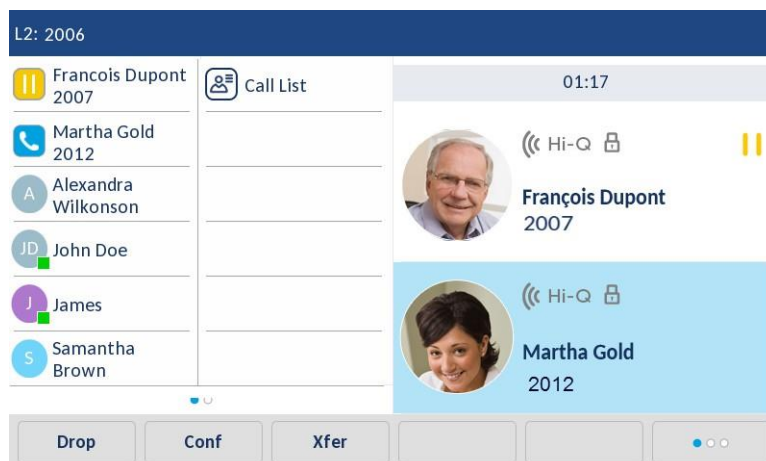 L2: 2006
Francois Dupont
2007
Martha Gold
2012
A
Alexandra
Wilkonson
JD
John Doe
J
James
S
Samantha
Brown
Call List
01:17
Hi-Q
François Dupont
2007
Hi-Q
Martha Gold
2012
Drop
Conf
Xfer